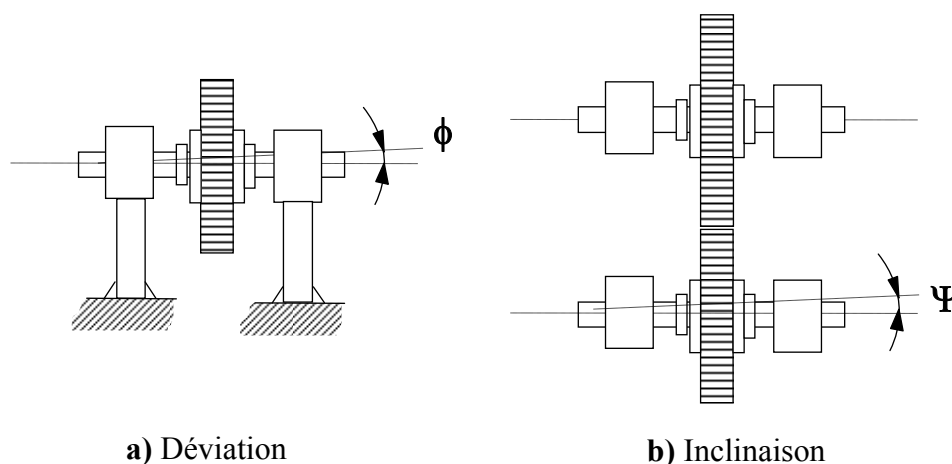 ϕ
Ψ
a) Déviation
b) Inclinaison